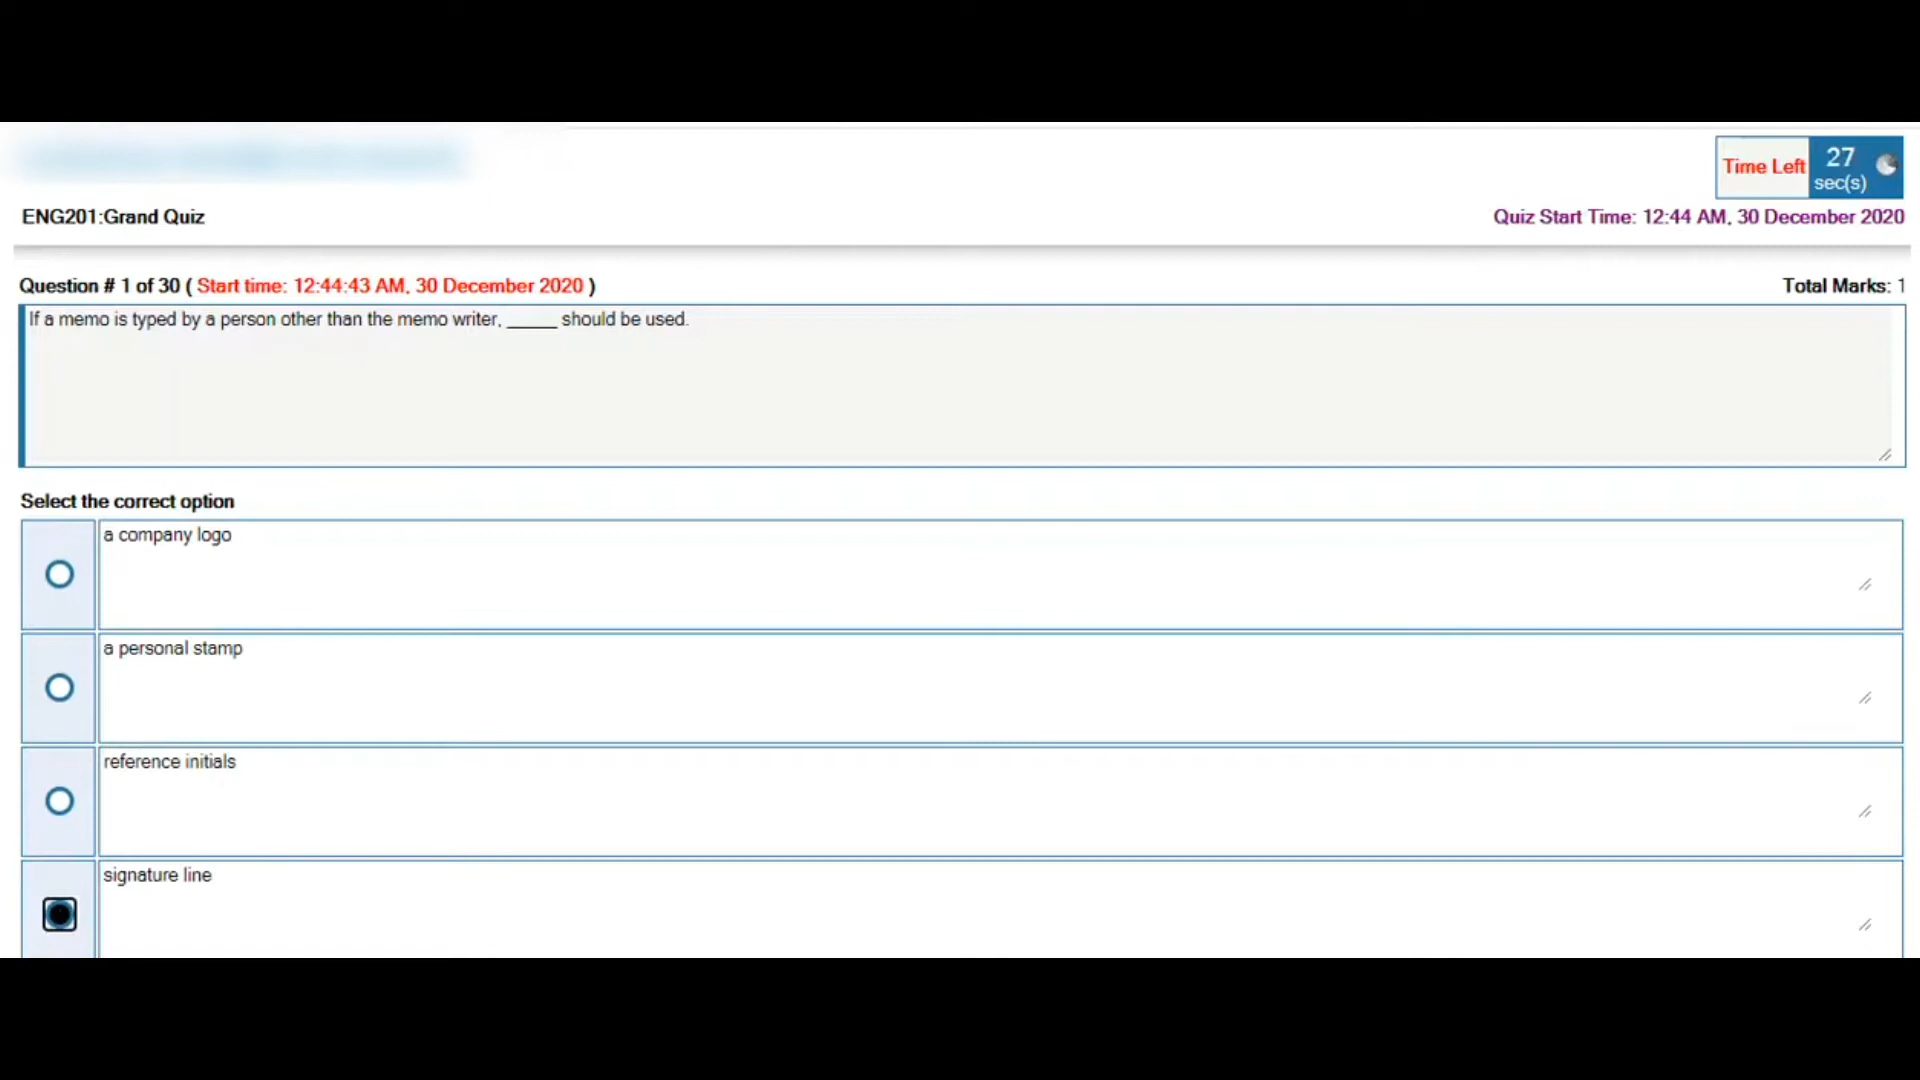 Time Left
27
sec(s)
ENG201:Grand Quiz
Quiz Start Time: 12:44 AM, 30 December 2020
Question # 1 of 30 ( Start time: 12:44:43 AM, 30 December 2020 )
Total Marks: 1
If a memo is typed by a person other than the memo writer, _____ should be used.
Select the correct option
a company logo
a personal stamp
reference initials
signature line